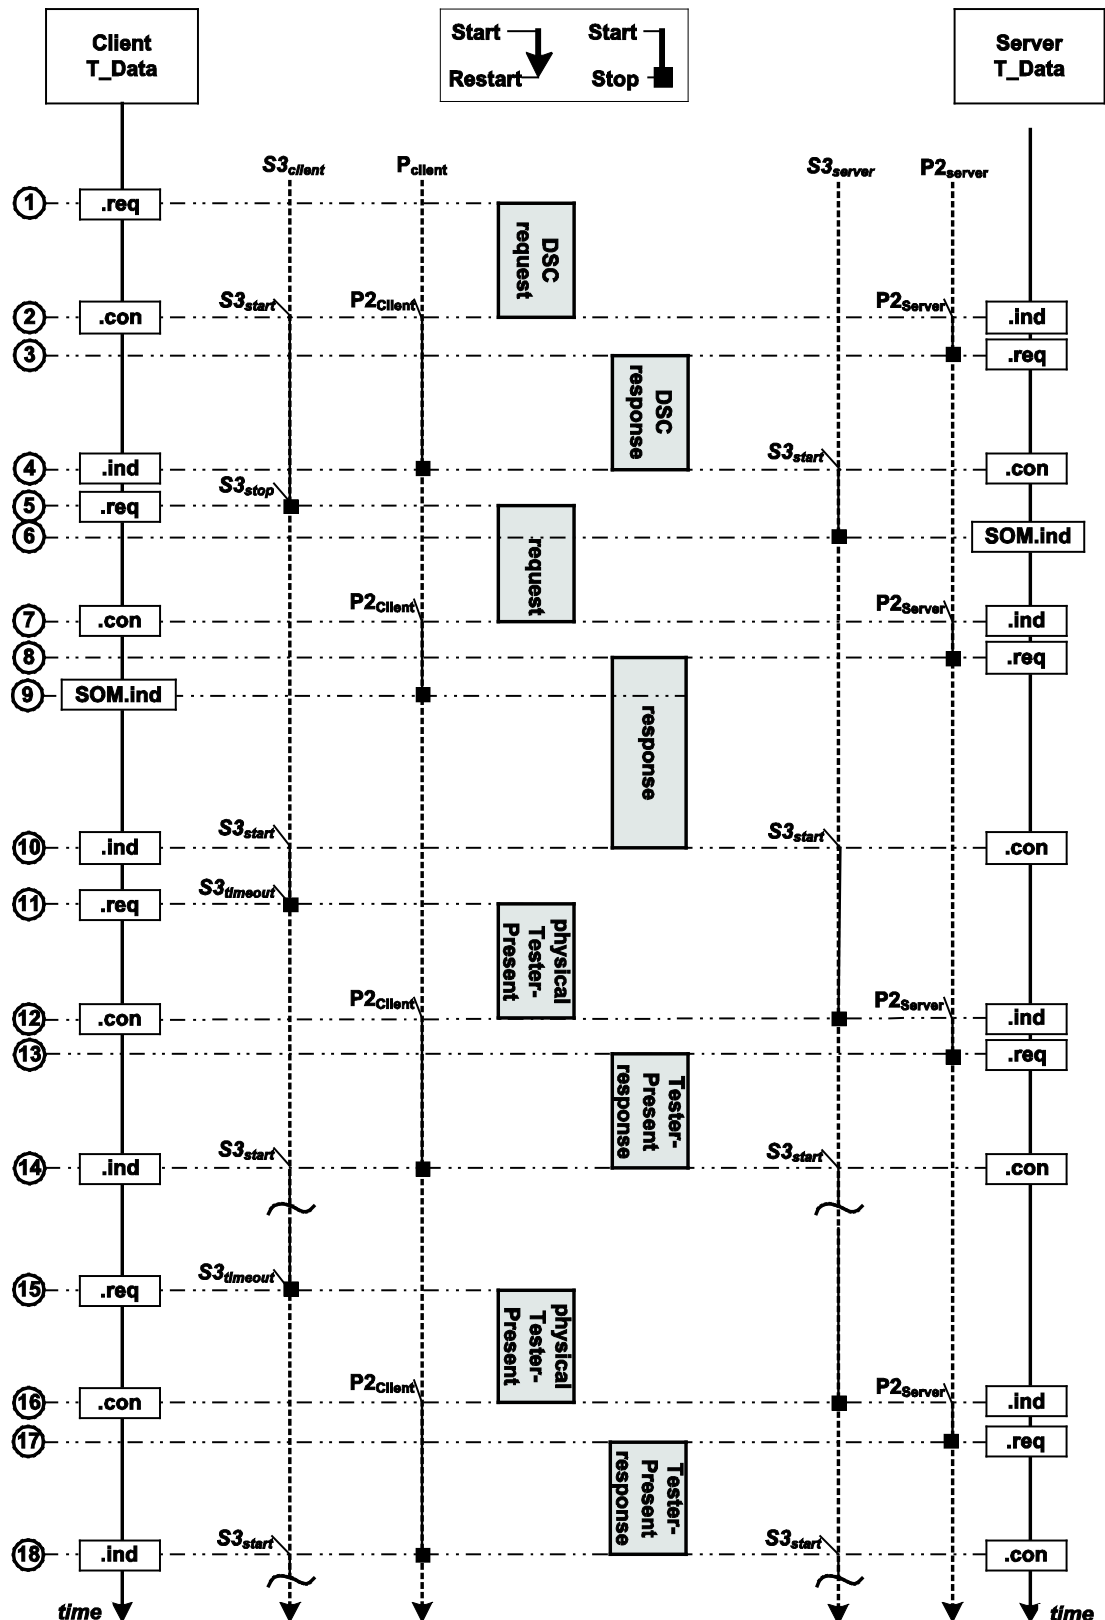 Client
T_Data
Start
Restart
Start
Stop
Server
T_Data
S3client
Pclient
S3server
P2server
1
.req
DSC
request
2
.con
S3start
P2Client
P2Server
.ind
3
.req
DSC
response
4
.ind
S3start
.con
5
.req
S3stop
request
6
SOM.ind
7
.con
P2Client
P2Server
.ind
8
.req
response
9
SOM.ind
10
.ind
S3start
S3start
.con
11
.req
S3timeout
physical
Tester-
Present
12
.con
P2Client
P2Server
.ind
13
.req
Tester-
Present
response
14
.ind
S3start
S3start
.con
15
.req
S3timeout
physical
Tester-
Present
16
.con
P2Client
P2Server
.ind
17
.req
Tester-
Present
response
18
.ind
S3start
S3start
.con
time
time